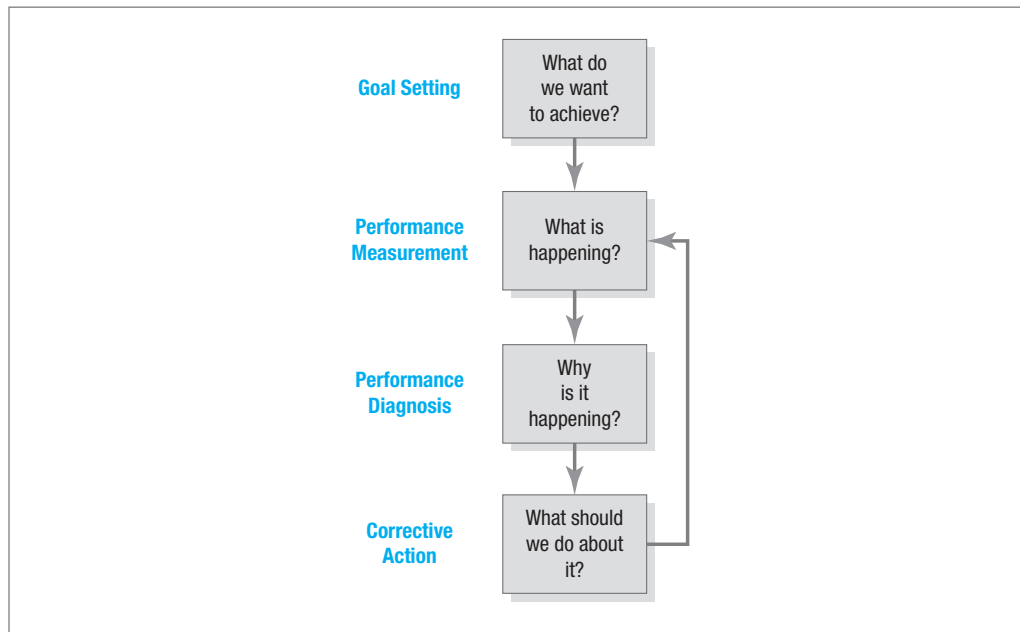 Goal Setting
What do
we want
to achieve?
Performance
Measurement
What is
happening?
Performance
Diagnosis
Why
is it
happening?
Corrective
Action
What should
we do about
it?